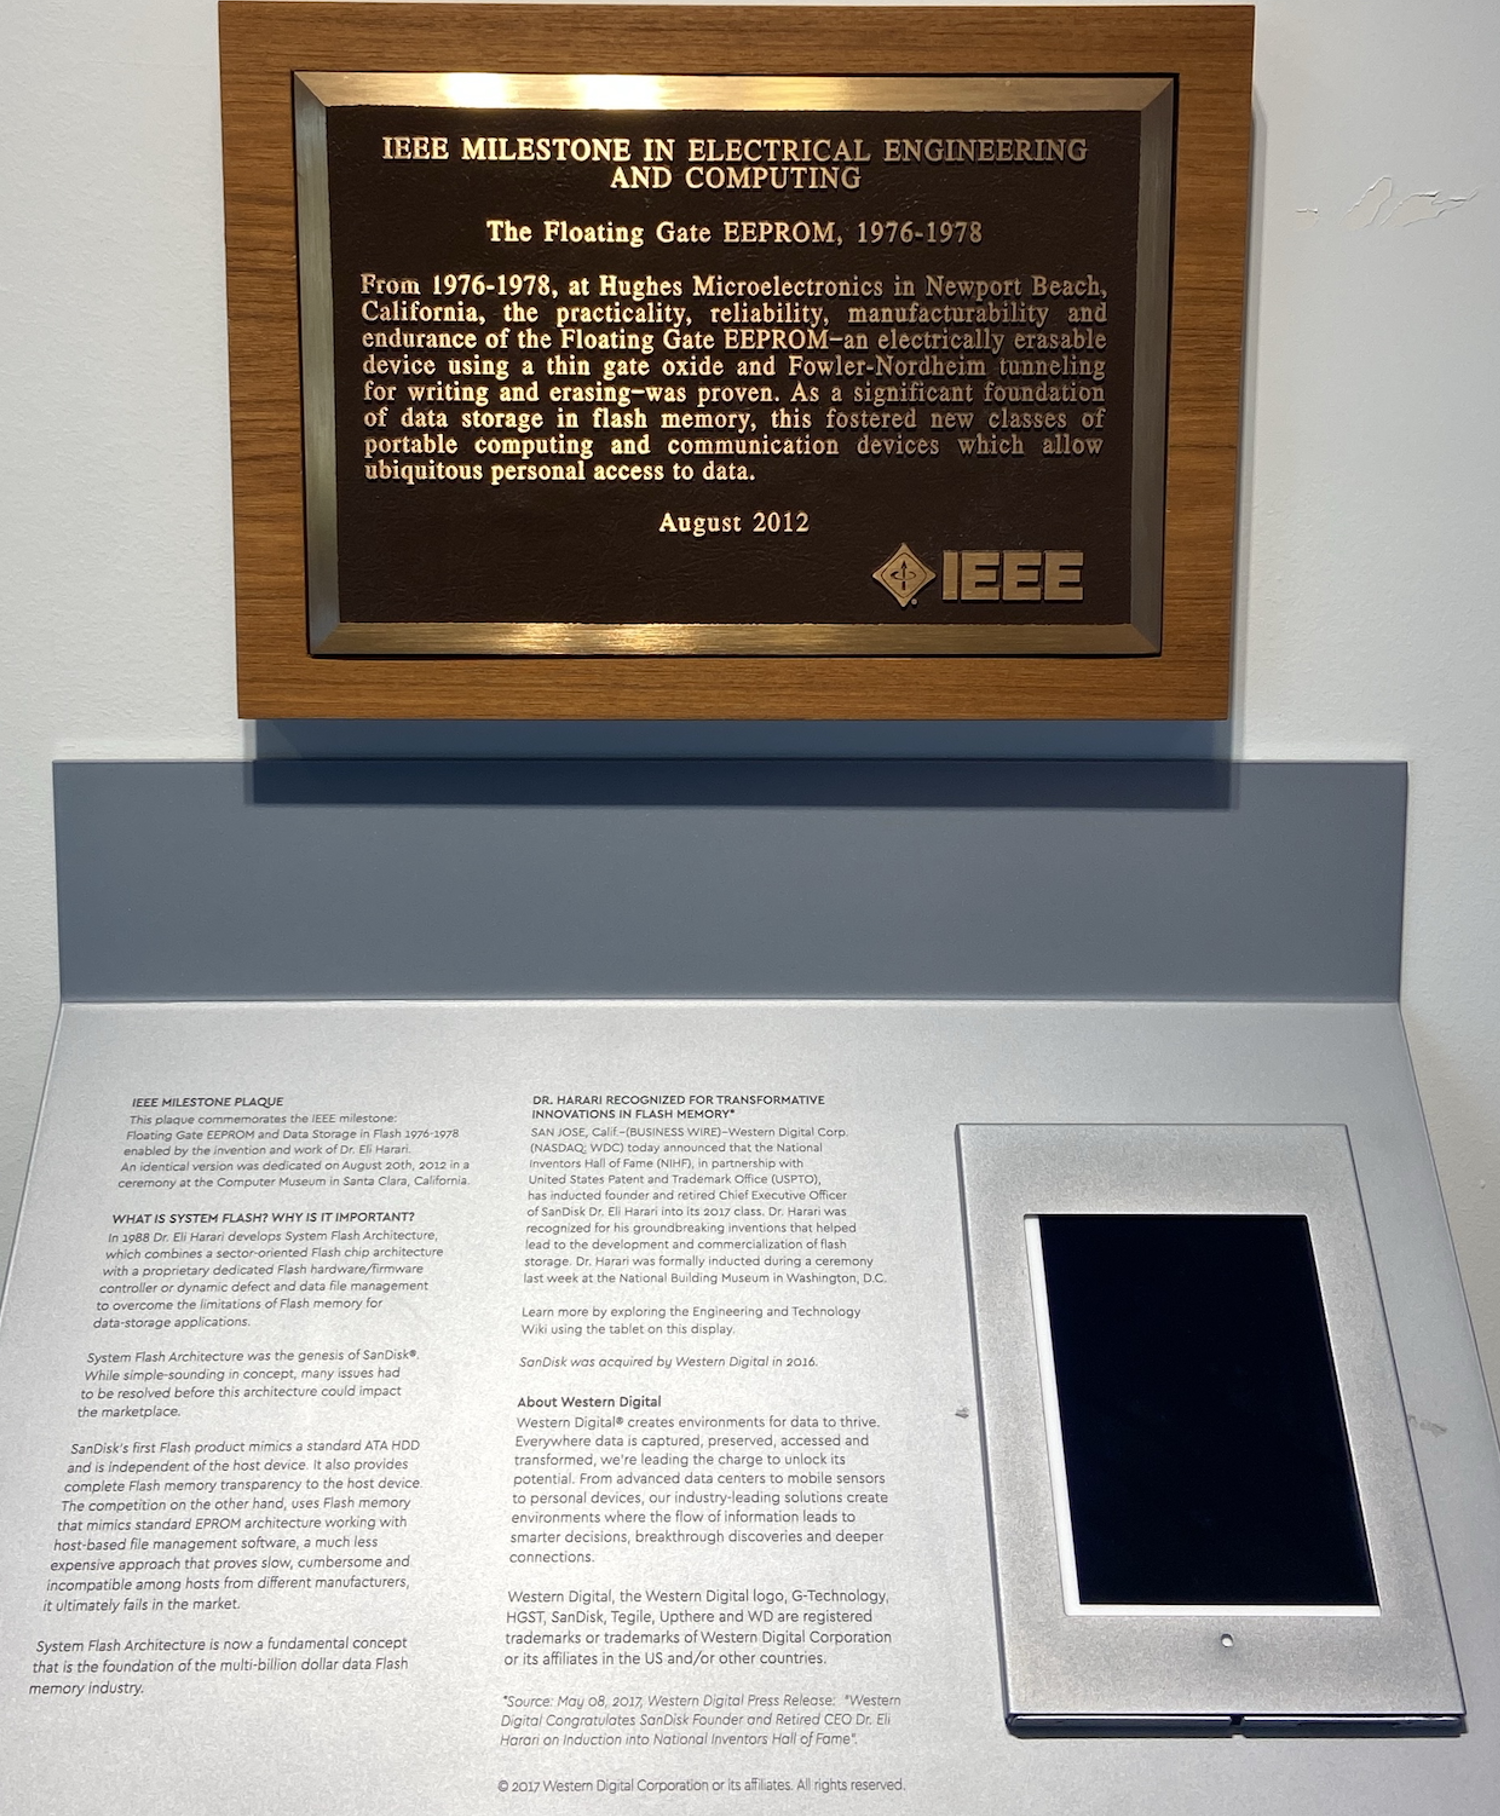 IEEE MILESTONE IN ELECTRICAL ENGINEERING
AND COMPUTING
The Floating Gate EEPROM, 1976-1978
From 1976-1978, at Hughes Microelectronics in Newport Beach,
California, the practicality, reliability, manufacturability and
endurance of the Floating Gate EEPROM—an electrically erasable
device using a thin gate oxide and Fowler-Nordheim tunneling
for writing and erasing—was proven. As a significant foundation
of data storage in flash memory, this fostered new classes of
portable computing and communication devices which allow
ubiquitous personal access to data.
August 2012
IEEE
IEEE MILESTONE PLAQUE
This plaque commemorates the IEEE milestone:
Floating Gate EEPROM and Data Storage in Flash 1976-1978
enabled by the invention and work of Dr. Eli Harari.
An identical version was dedicated on August 20th, 2012 in a
ceremony at the Computer Museum in Santa Clara, California.
WHAT IS SYSTEM FLASH? WHY IS IT IMPORTANT?
In 1988 Dr. Eli Harari develops System Flash Architecture,
which combines a sector-oriented Flash chip architecture
with a proprietary dedicated Flash hardware/firmware
controller or dynamic defect and data file management
to overcome the limitations of Flash memory for
data-storage applications.
System Flash Architecture was the genesis of SanDisk®.
While simple-sounding in concept, many issues had
to be resolved before this architecture could impact
the marketplace.
SanDisk's first Flash product mimics a standard ATA HDD
and is independent of the host device. It also provides
complete Flash memory transparency to the host device.
The competition on the other hand, uses Flash memory
that mimics standard EPROM architecture working with
host-based file management software, a much less
expensive approach that proves slow, cumbersome and
incompatible among hosts from different manufacturers,
it ultimately fails in the market.
System Flash Architecture is now a fundamental concept
that is the foundation of the multi-billion dollar data Flash
memory industry.
DR. HARARI RECOGNIZED FOR TRANSFORMATIVE
INNOVATIONS IN FLASH MEMORY*
SAN JOSE, Calif.–(BUSINESS WIRE)–Western Digital Corp.
(NASDAQ: WDC) today announced that the National
Inventors Hall of Fame (NIHF), in partnership with
United States Patent and Trademark Office (USPTO),
has inducted founder and retired Chief Executive Officer
of SanDisk Dr. Eli Harari into its 2017 class. Dr. Harari was
recognized for his groundbreaking inventions that helped
lead to the development and commercialization of flash
storage. Dr. Harari was formally inducted during a ceremony
last week at the National Building Museum in Washington, D.C.
Learn more by exploring the Engineering and Technology
Wiki using the tablet on this display.
SanDisk was acquired by Western Digital in 2016.
About Western Digital
Western Digital® creates environments for data to thrive.
Everywhere data is captured, preserved, accessed and
transformed, we're leading the charge to unlock its
potential. From advanced data centers to mobile sensors
to personal devices, our industry-leading solutions create
environments where the flow of information leads to
smarter decisions, breakthrough discoveries and deeper
connections.
Western Digital, the Western Digital logo, G-Technology,
HGST, SanDisk, Tegile, Upthere and WD are registered
trademarks or trademarks of Western Digital Corporation
or its affiliates in the US and/or other countries.
*Source: May 08, 2017, Western Digital Press Release: "Western
Digital Congratulates SanDisk Founder and Retired CEO Dr. Eli
Harari on Induction into National Inventors Hall of Fame".
© 2017 Western Digital Corporation or its affiliates. All rights reserved.